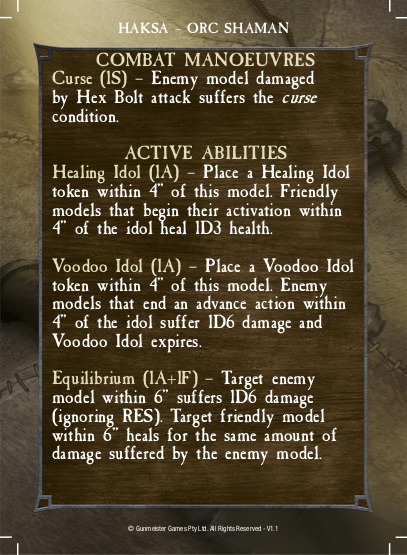 HAKSA - ORC SHAMAN
COMBAT MANOEUVRES
Curse (1S) – Enemy model damaged
by Hex Bolt attack suffers the curse
condition.
ACTIVE ABILITIES
Healing Idol (1A) – Place a Healing Idol
token within 4” of this model. Friendly
models that begin their activation within
4” of the idol heal 1D3 health.
Voodoo Idol (1A) – Place a Voodoo Idol
token within 4” of this model. Enemy
models that end an advance action within
4” of the idol suffer 1D6 damage and
Voodoo Idol expires.
Equilibrium (1A+1F) – Target enemy
model within 6” suffers 1D6 damage
(ignoring RES). Target friendly model
within 6” heals for the same amount of
damage suffered by the enemy model.
© Gunmeister Games Pty Ltd. All Rights Reserved - V1.1